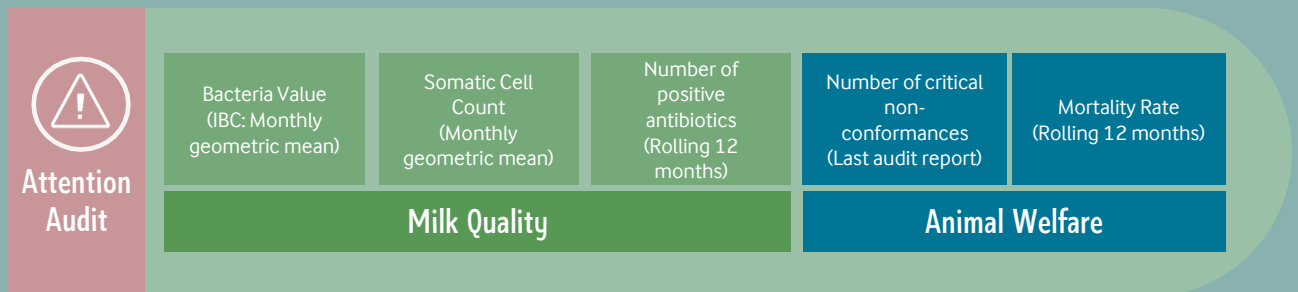 Attention
Audit
Bacteria Value
(IBC: Monthly
geometric mean)
Somatic Cell
Count
(Monthly
geometric mean)
Number of
positive
antibiotics
(Rolling 12
months)
Number of critical
non-
conformances
(Last audit report)
Mortality Rate
(Rolling 12 months)
Milk Quality
Animal Welfare